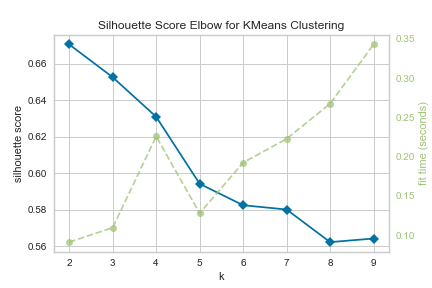 Silhouette Score Elbow for KMeans Clustering
silhouette score
0.66
0.64
0.62
0.60
0.58
0.56
0.35
0.30
0.25
0.20
0.15
0.10
fit time (seconds)
2 3 4 5 6 7 8 9
k